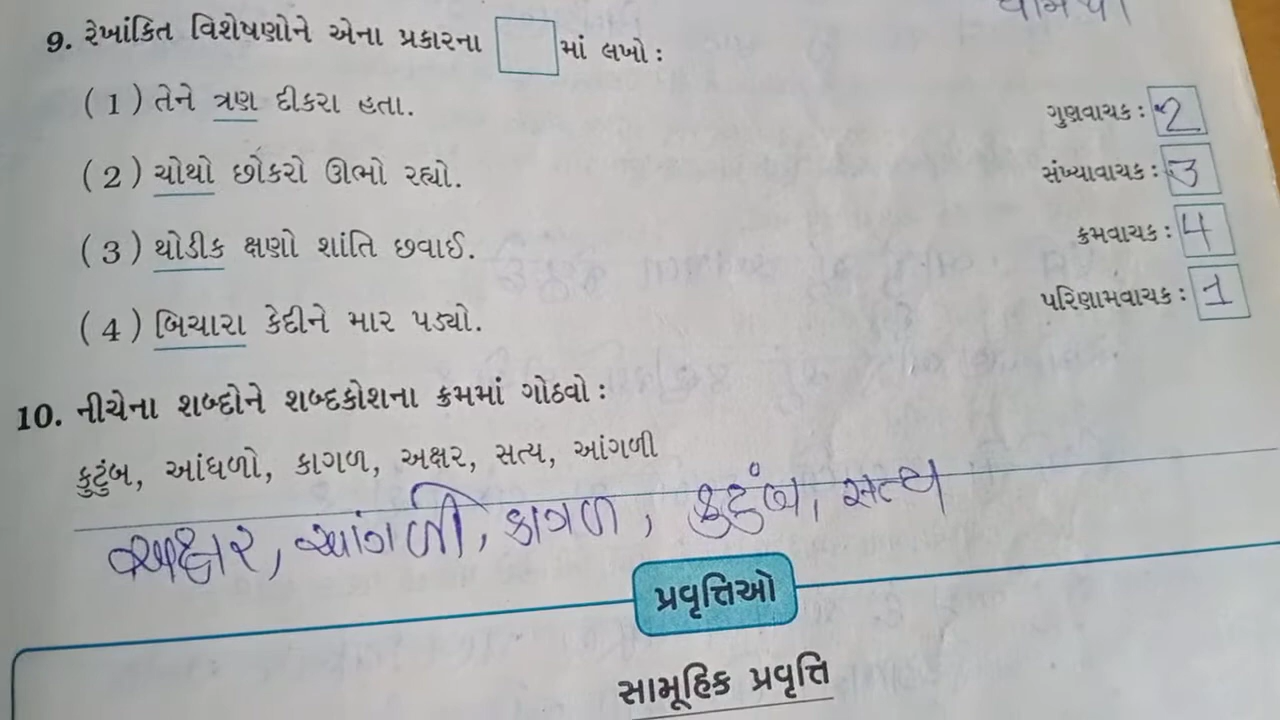 9. રેખાંકિત વિશેષણોને એના પ્રકારના માં લખો :
(1) તેને ત્રણ દીકરા હતા.
ગુણવાચક : 2
(2) ચોથો છોકરો ઊભો રહ્યો.
સંખ્યાવાચક : 3
(3) થોડીક ક્ષણો શાંતિ છવાઈ.
ક્રમવાચક : 4
(4) બિચારા કેદીને માર પડ્યો.
પરિણામવાચક : 1
10. નીચેના શબ્દોને શબ્દકોશના ક્રમમાં ગોઠવો :
કુટુંબ, આંધળો, કાગળ, અક્ષર, સત્ય, આંગળી
અક્ષર, આંગળી, કાગળ, કુટુંબ, સત્ય
પ્રવૃત્તિઓ
સામૂહિક પ્રવૃત્તિ